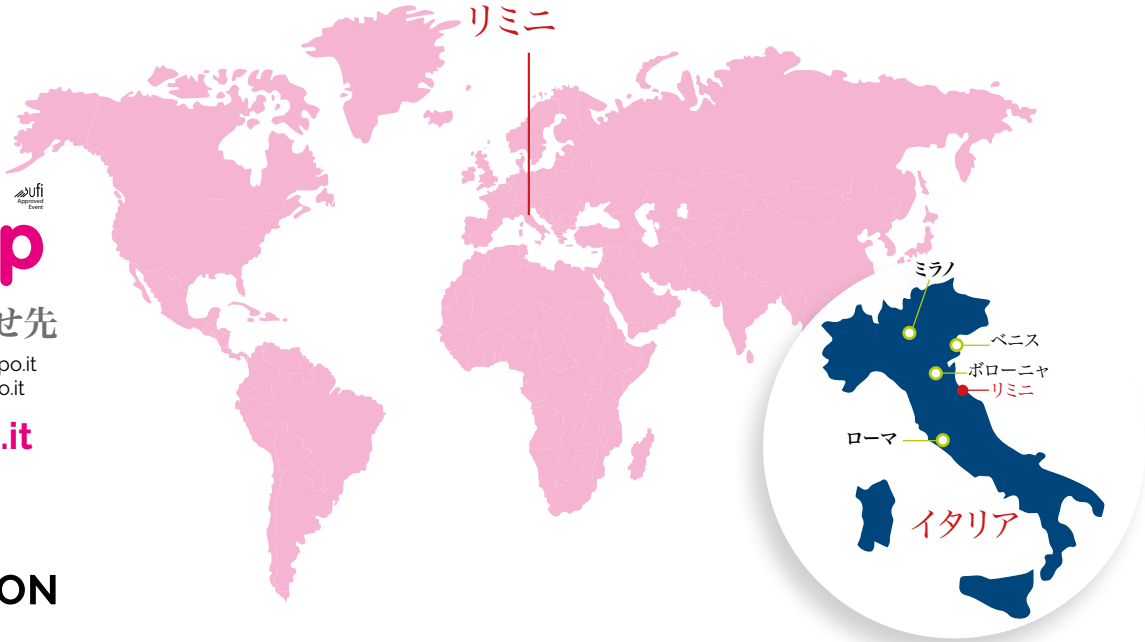 リミニ
ufi
Approved
Event
p
せ先
po.it
o.it
.it
ON
ミラノ
ベニス
ボローニャ
リミニ
ローマ
イタリア